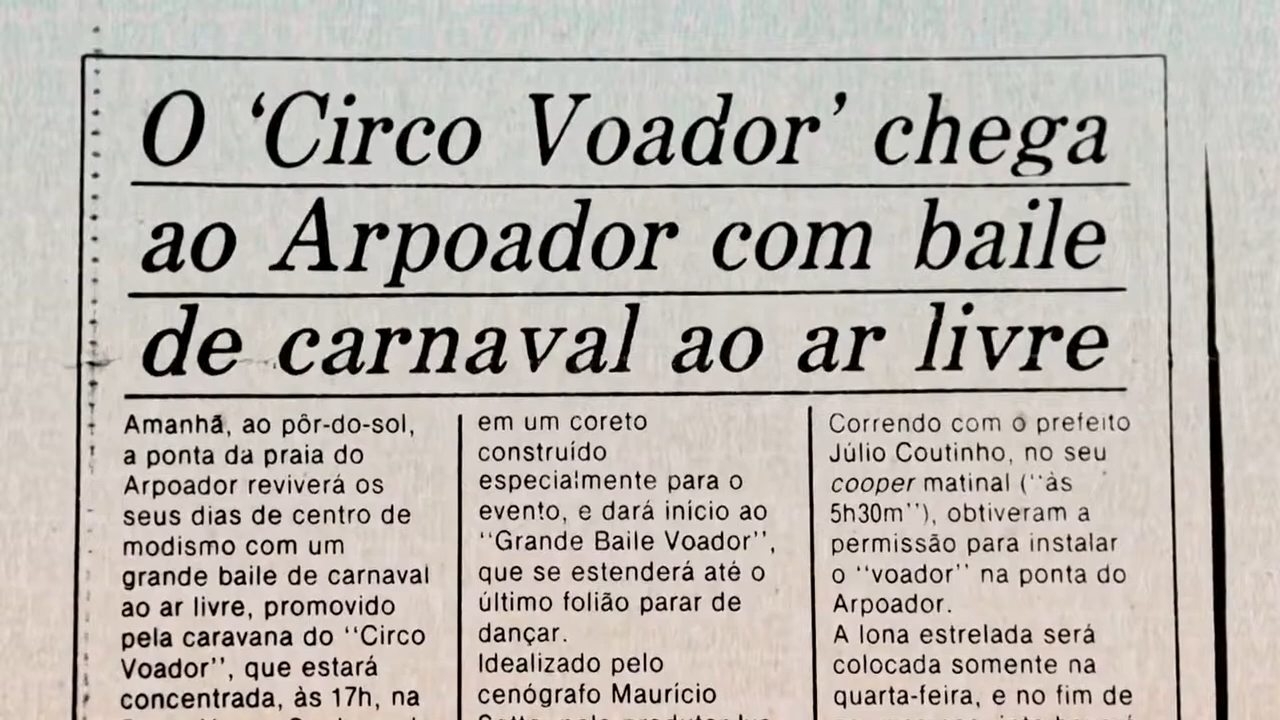 O ‘Circo Voador’ chega
ao Arpoador com baile
de carnaval ao ar livre
Amanhã, ao pôr-do-sol,
a ponta da praia do
Arpoador reviverá os
seus dias de centro de
modismo com um
grande baile de carnaval
ao ar livre, promovido
pela caravana do ‘‘Circo
Voador’’, que estará
concentrada, às 17h, na
em um coreto
construído
especialmente para o
evento, e dará início ao
‘‘Grande Baile Voador’’,
que se estenderá até o
último folião parar de
dançar.
Idealizado pelo
cenógrafo Maurício
Correndo com o prefeito
Júlio Coutinho, no seu
cooper matinal (‘‘às
5h30m’’), obtiveram a
permissão para instalar
o ‘‘voador’’ na ponta do
Arpoador.
A lona estrelada será
colocada somente na
quarta-feira, e no fim de